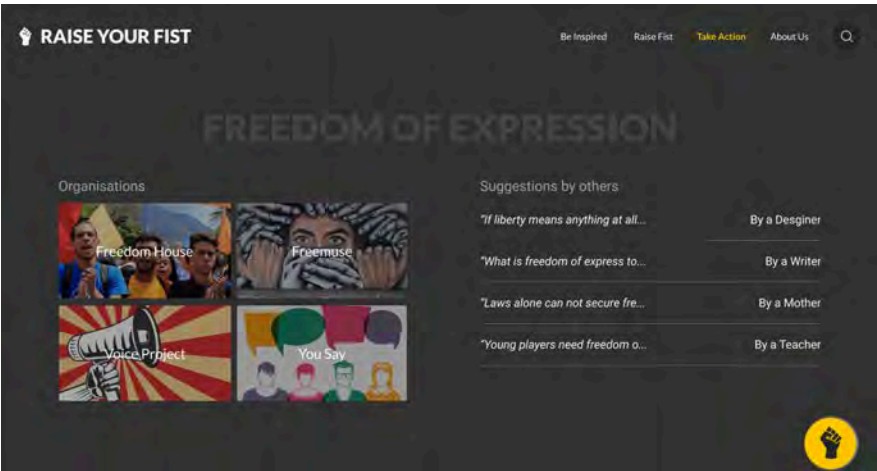 RAISE YOUR FIST
Be Inspired Raise Fist Take Action About Us
FREEDOM OF EXPRESSION
Organisations
Freedom House
Freemuse
Voice Project
You Say
Suggestions by others
"If liberty means anything at all... By a Desginer
"What is freedom of express to... By a Writer
"Laws alone can not secure fre... By a Mother
"Young players need freedom o... By a Teacher